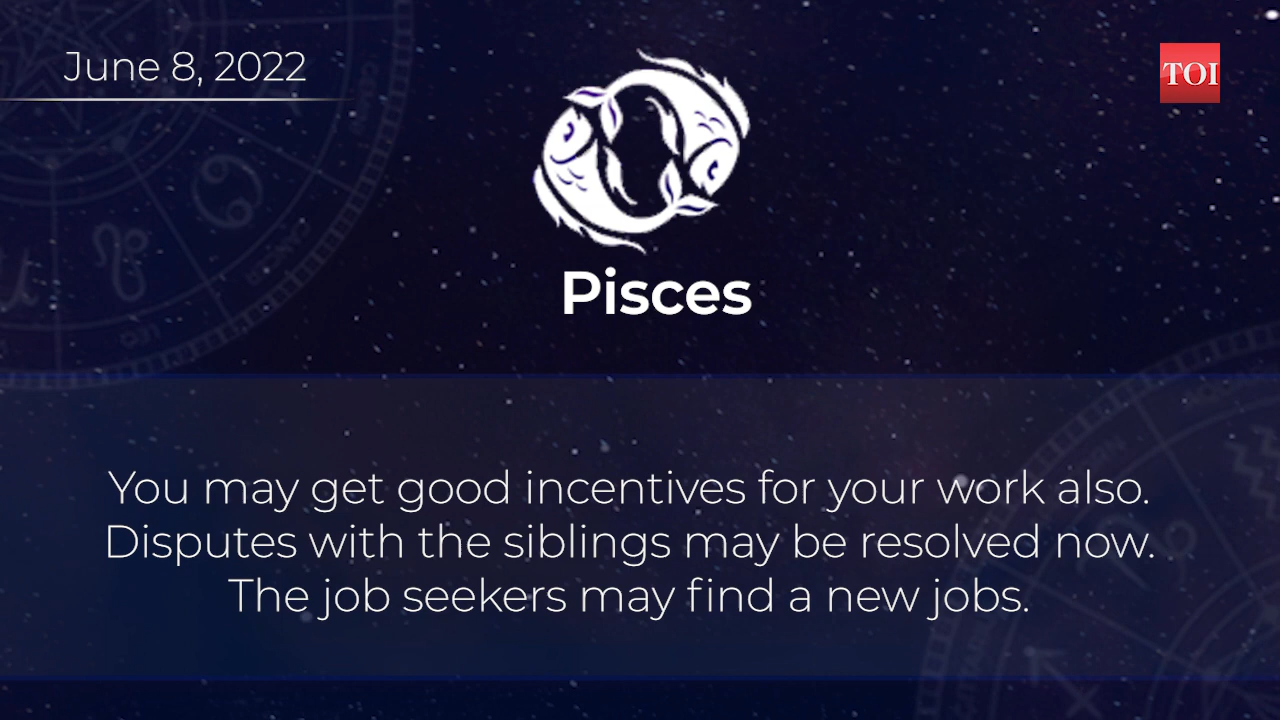 June 8, 2022
TOI
Pisces
You may get good incentives for your work also.
Disputes with the siblings may be resolved now.
The job seekers may find a new jobs.